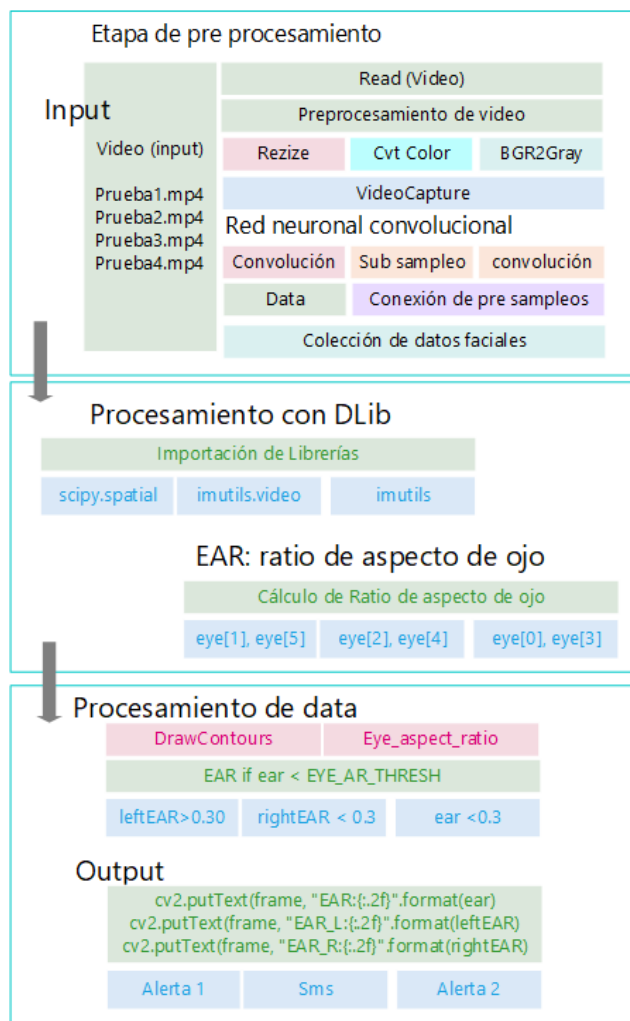 Etapa de pre procesamiento
Input
Video (input)
Prueba1.mp4
Prueba2.mp4
Prueba3.mp4
Prueba4.mp4
Read (Video)
Preprocesamiento de video
Rezize
Cvt Color
BGR2Gray
VideoCapture
Red neuronal convolucional
Convolución
Sub sampleo
convolución
Data
Conexión de pre sampleos
Colección de datos faciales
Procesamiento con DLib
Importación de Librerías
scipy.spatial
imutils.video
imutils
EAR: ratio de aspecto de ojo
Cálculo de Ratio de aspecto de ojo
eye[1], eye[5]
eye[2], eye[4]
eye[0], eye[3]
Procesamiento de data
DrawContours
Eye_aspect_ratio
EAR if ear < EYE_AR_THRESH
leftEAR>0.30
rightEAR < 0.3
ear <0.3
Output
cv2.putText(frame, "EAR:{:.2f}".format(ear)
cv2.putText(frame, "EAR_L:{:.2f}".format(leftEAR)
cv2.putText(frame, "EAR_R:{:.2f}".format(rightEAR)
Alerta 1
Sms
Alerta 2